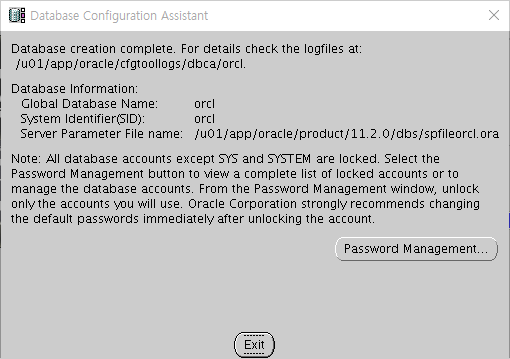 Database Configuration Assistant
Database creation complete. For details check the logfiles at:
/u01/app/oracle/cfgtoollogs/dbca/orcl.
Database Information:
Global Database Name: orcl
System Identifier(SID): orcl
Server Parameter File name: /u01/app/oracle/product/11.2.0/dbs/spfileorcl.ora
Note: All database accounts except SYS and SYSTEM are locked. Select the
Password Management button to view a complete list of locked accounts or to
manage the database accounts. From the Password Management window, unlock
only the accounts you will use. Oracle Corporation strongly recommends changing
the default passwords immediately after unlocking the account.
Password Management...
Exit